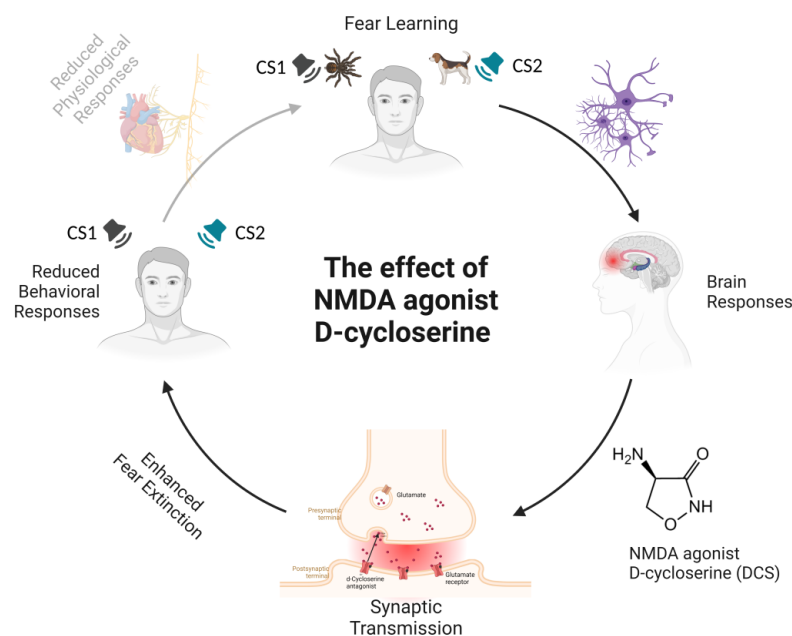 Fear Learning
CS1
CS2
Reduced
Physiological
Responses
CS1
CS2
Reduced
Behavioral
Responses
The effect of
NMDA agonist
D-cycloserine
Brain
Responses
H₂N
O
NH
O
NMDA agonist
D-cycloserine (DCS)
Enhanced
Fear Extinction
Glutamate
Presynaptic
terminal
Postsynaptic
terminal
d-Cycloserine
antagonist
Glutamate
receptor
Synaptic
Transmission